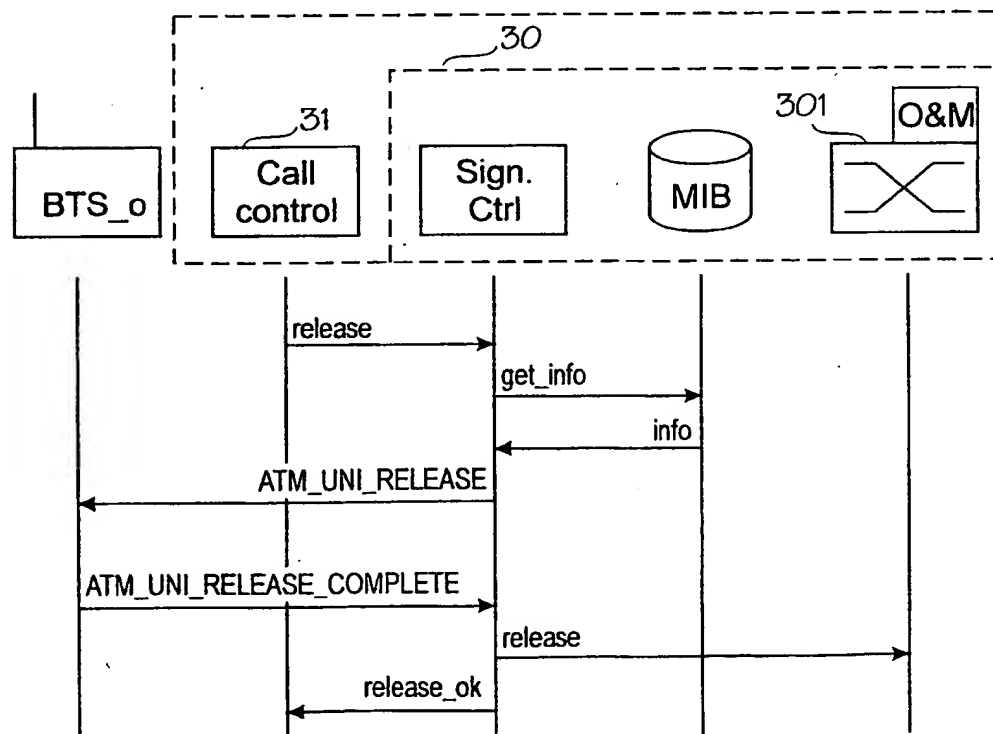 30
31
301
O&M
BTS_o
Call
control
Sign.
Ctrl
MIB
release
get_info
info
ATM_UNI_RELEASE
ATM_UNI_RELEASE_COMPLETE
release
release_ok